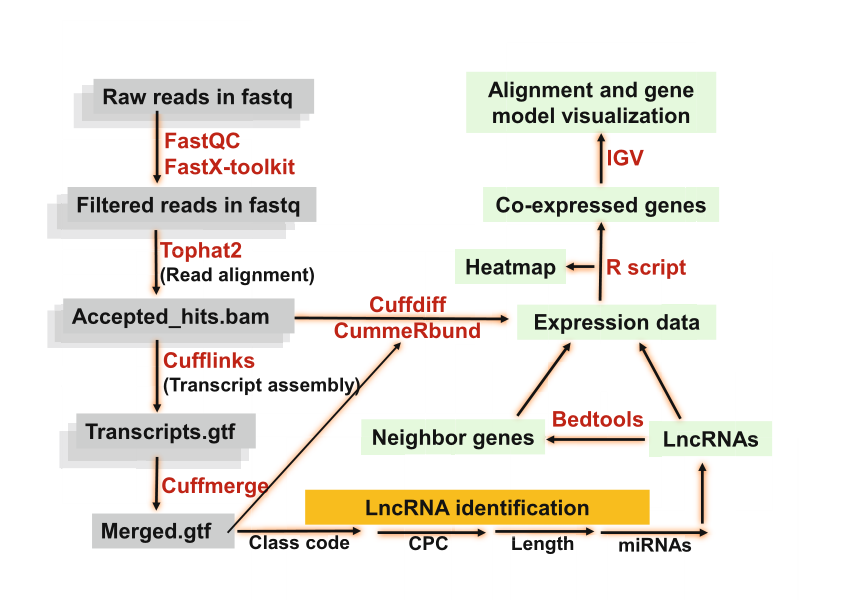 Raw reads in fastq
FastQC
FastX-toolkit
Filtered reads in fastq
Tophat2
(Read alignment)
Accepted_hits.bam
Cufflinks
(Transcript assembly)
Transcripts.gtf
Cuffmerge
Merged.gtf
Cuffdiff
CummeRbund
Alignment and gene
model visualization
IGV
Co-expressed genes
Heatmap
R script
Expression data
Bedtools
Neighbor genes
LncRNAs
LncRNA identification
Class code
CPC
Length
miRNAs